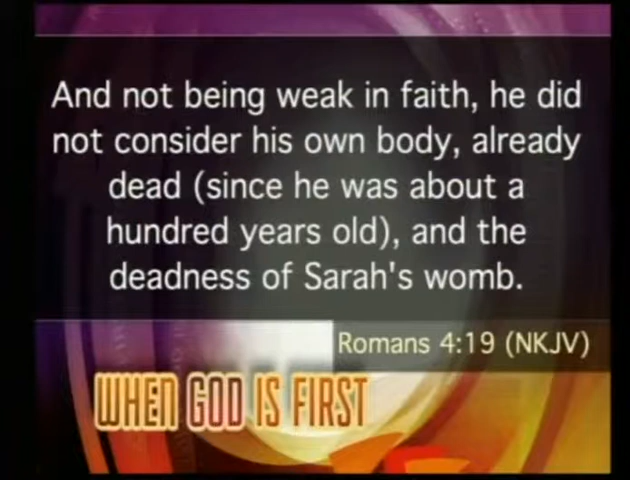 And not being weak in faith, he did
not consider his own body, already
dead (since he was about a
hundred years old), and the
deadness of Sarah's womb.
Romans 4:19 (NKJV)
WHEN GOD IS FIRST